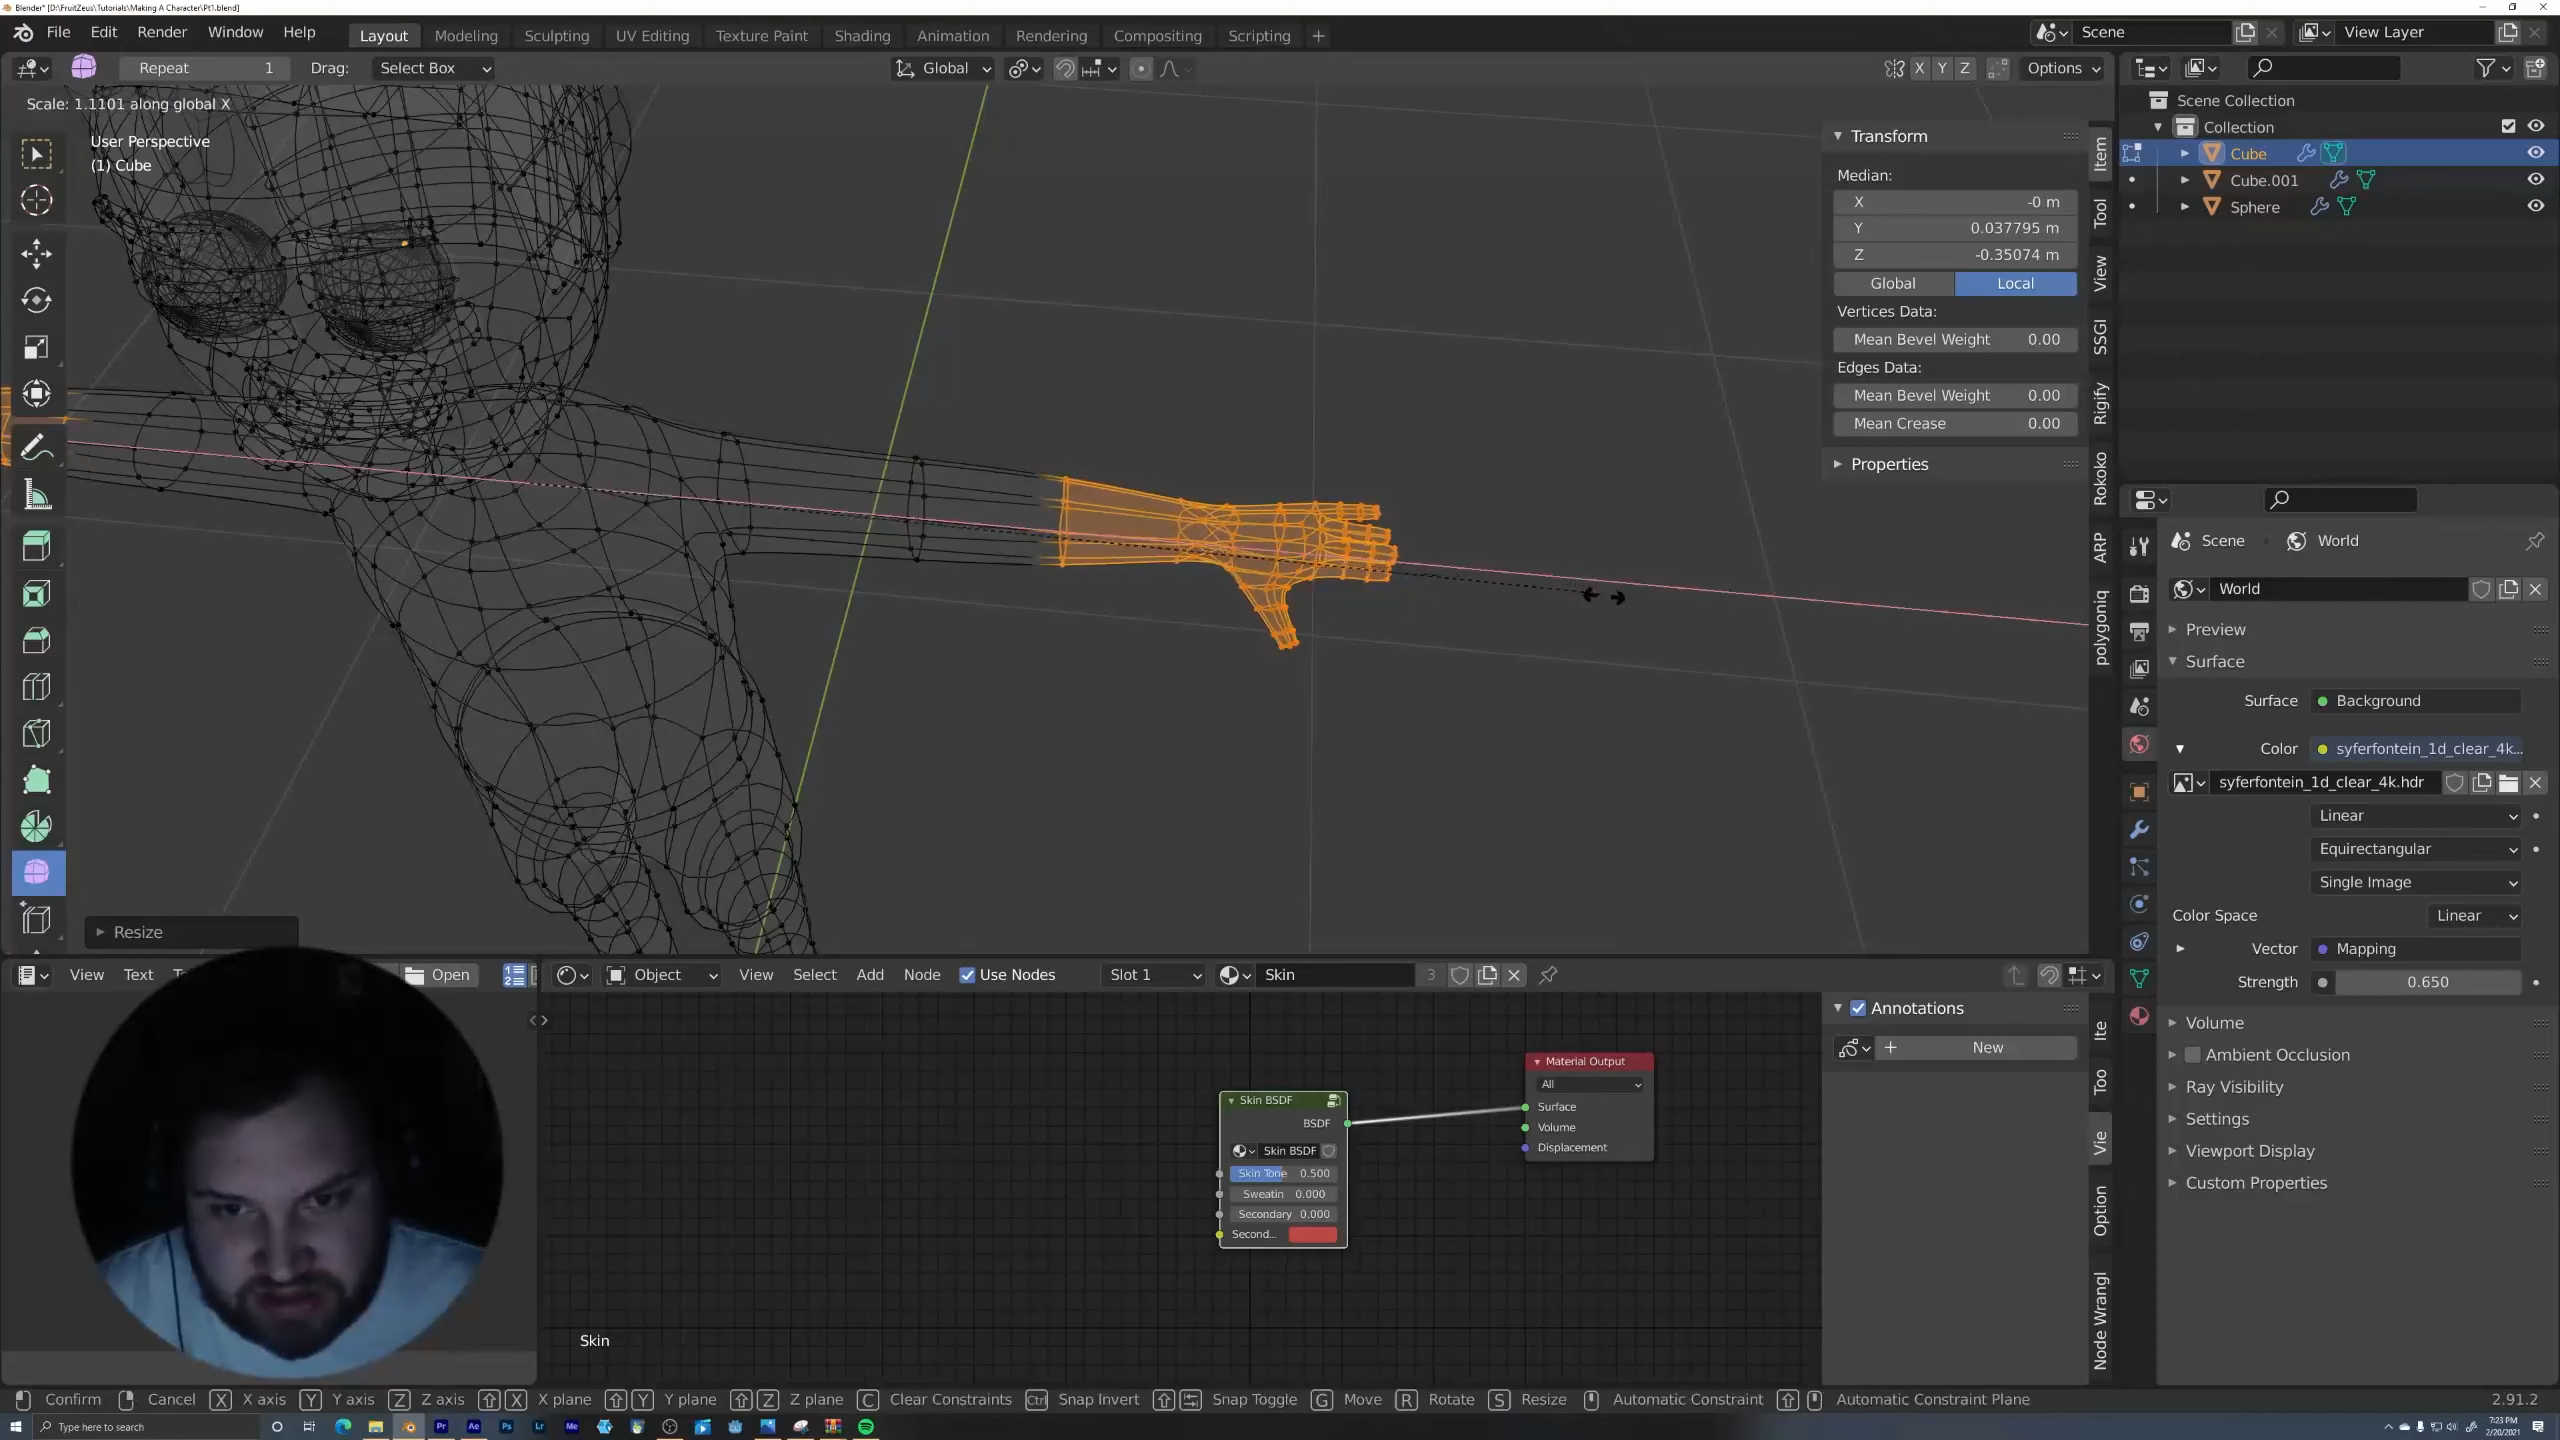 Blender* [D:\FruitZeus\Tutorials\Making A Character\Pt1.blend]
File Edit Render Window Help Layout Modeling Sculpting UV Editing Texture Paint Shading Animation Rendering Compositing Scripting + Scene View Layer
Repeat 1 Drag: Select Box Global X Y Z Options
Scale: 1.1101 along global X
User Perspective
(1) Cube
Transform
Median:
X -0 m
Y 0.037795 m
Z -0.35074 m
Global Local
Vertices Data:
Mean Bevel Weight 0.00
Edges Data:
Mean Bevel Weight 0.00
Mean Crease 0.00
Properties
Item
Tool
View
SSGI
Rigify
Rokoko
ARP
polygoniq
Scene Collection
Collection
Cube
Cube.001
Sphere
Scene World
World
Preview
Surface
Surface Background
Color syferfontein_1d_clear_4k...
syferfontein_1d_clear_4k.hdr
Linear
Equirectangular
Single Image
Color Space Linear
Vector Mapping
Strength 0.650
Volume
Ambient Occlusion
Ray Visibility
Settings
Viewport Display
Custom Properties
Resize
View Text T Open
Object View Select Add Node Use Nodes Slot 1 Skin 3
Skin BSDF
BSDF
Skin BSDF
Skin Tone 0.500
Sweatin 0.000
Secondary 0.000
Second...
Material Output
All
Surface
Volume
Displacement
Skin
Annotations
+ New
Ite
Too
Vie
Option
Node Wrangl
Confirm Cancel X X axis Y Y axis Z Z axis X X plane Y Y plane Z Z plane C Clear Constraints Ctrl Snap Invert Snap Toggle G Move R Rotate S Resize Automatic Constraint Automatic Constraint Plane 2.91.2
Type here to search Pr Ae Ps Lr Me
7:23 PM
2/20/2021